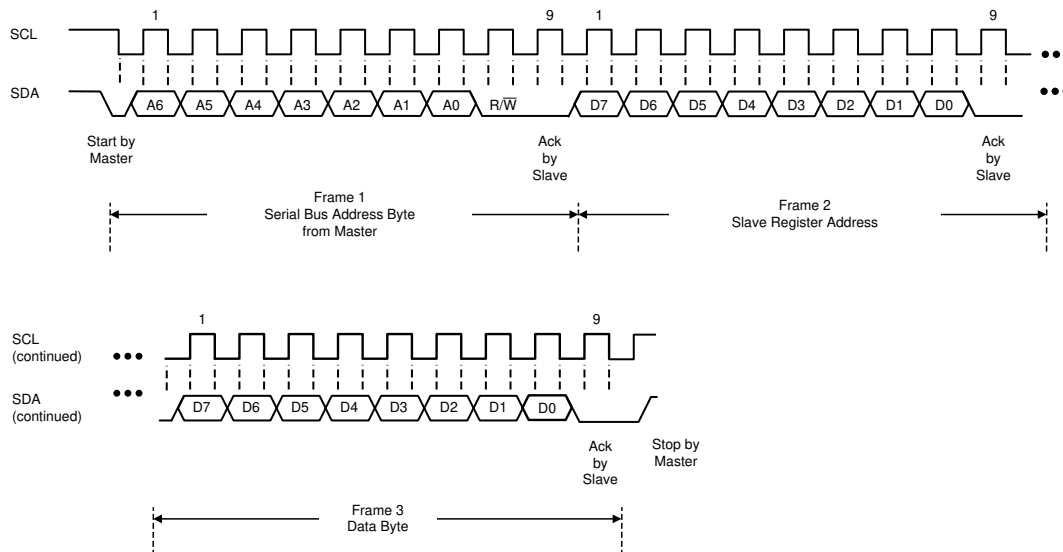 1 9 1 9
SCL
SDA A6 A5 A4 A3 A2 A1 A0 R/W̅ D7 D6 D5 D4 D3 D2 D1 D0
Start by
Master
Ack
by
Slave
Ack
by
Slave
Frame 1
Serial Bus Address Byte
from Master
Frame 2
Slave Register Address
1 9
SCL
(continued)
SDA
(continued)
D7 D6 D5 D4 D3 D2 D1 D0
Ack
by
Slave
Stop by
Master
Frame 3
Data Byte